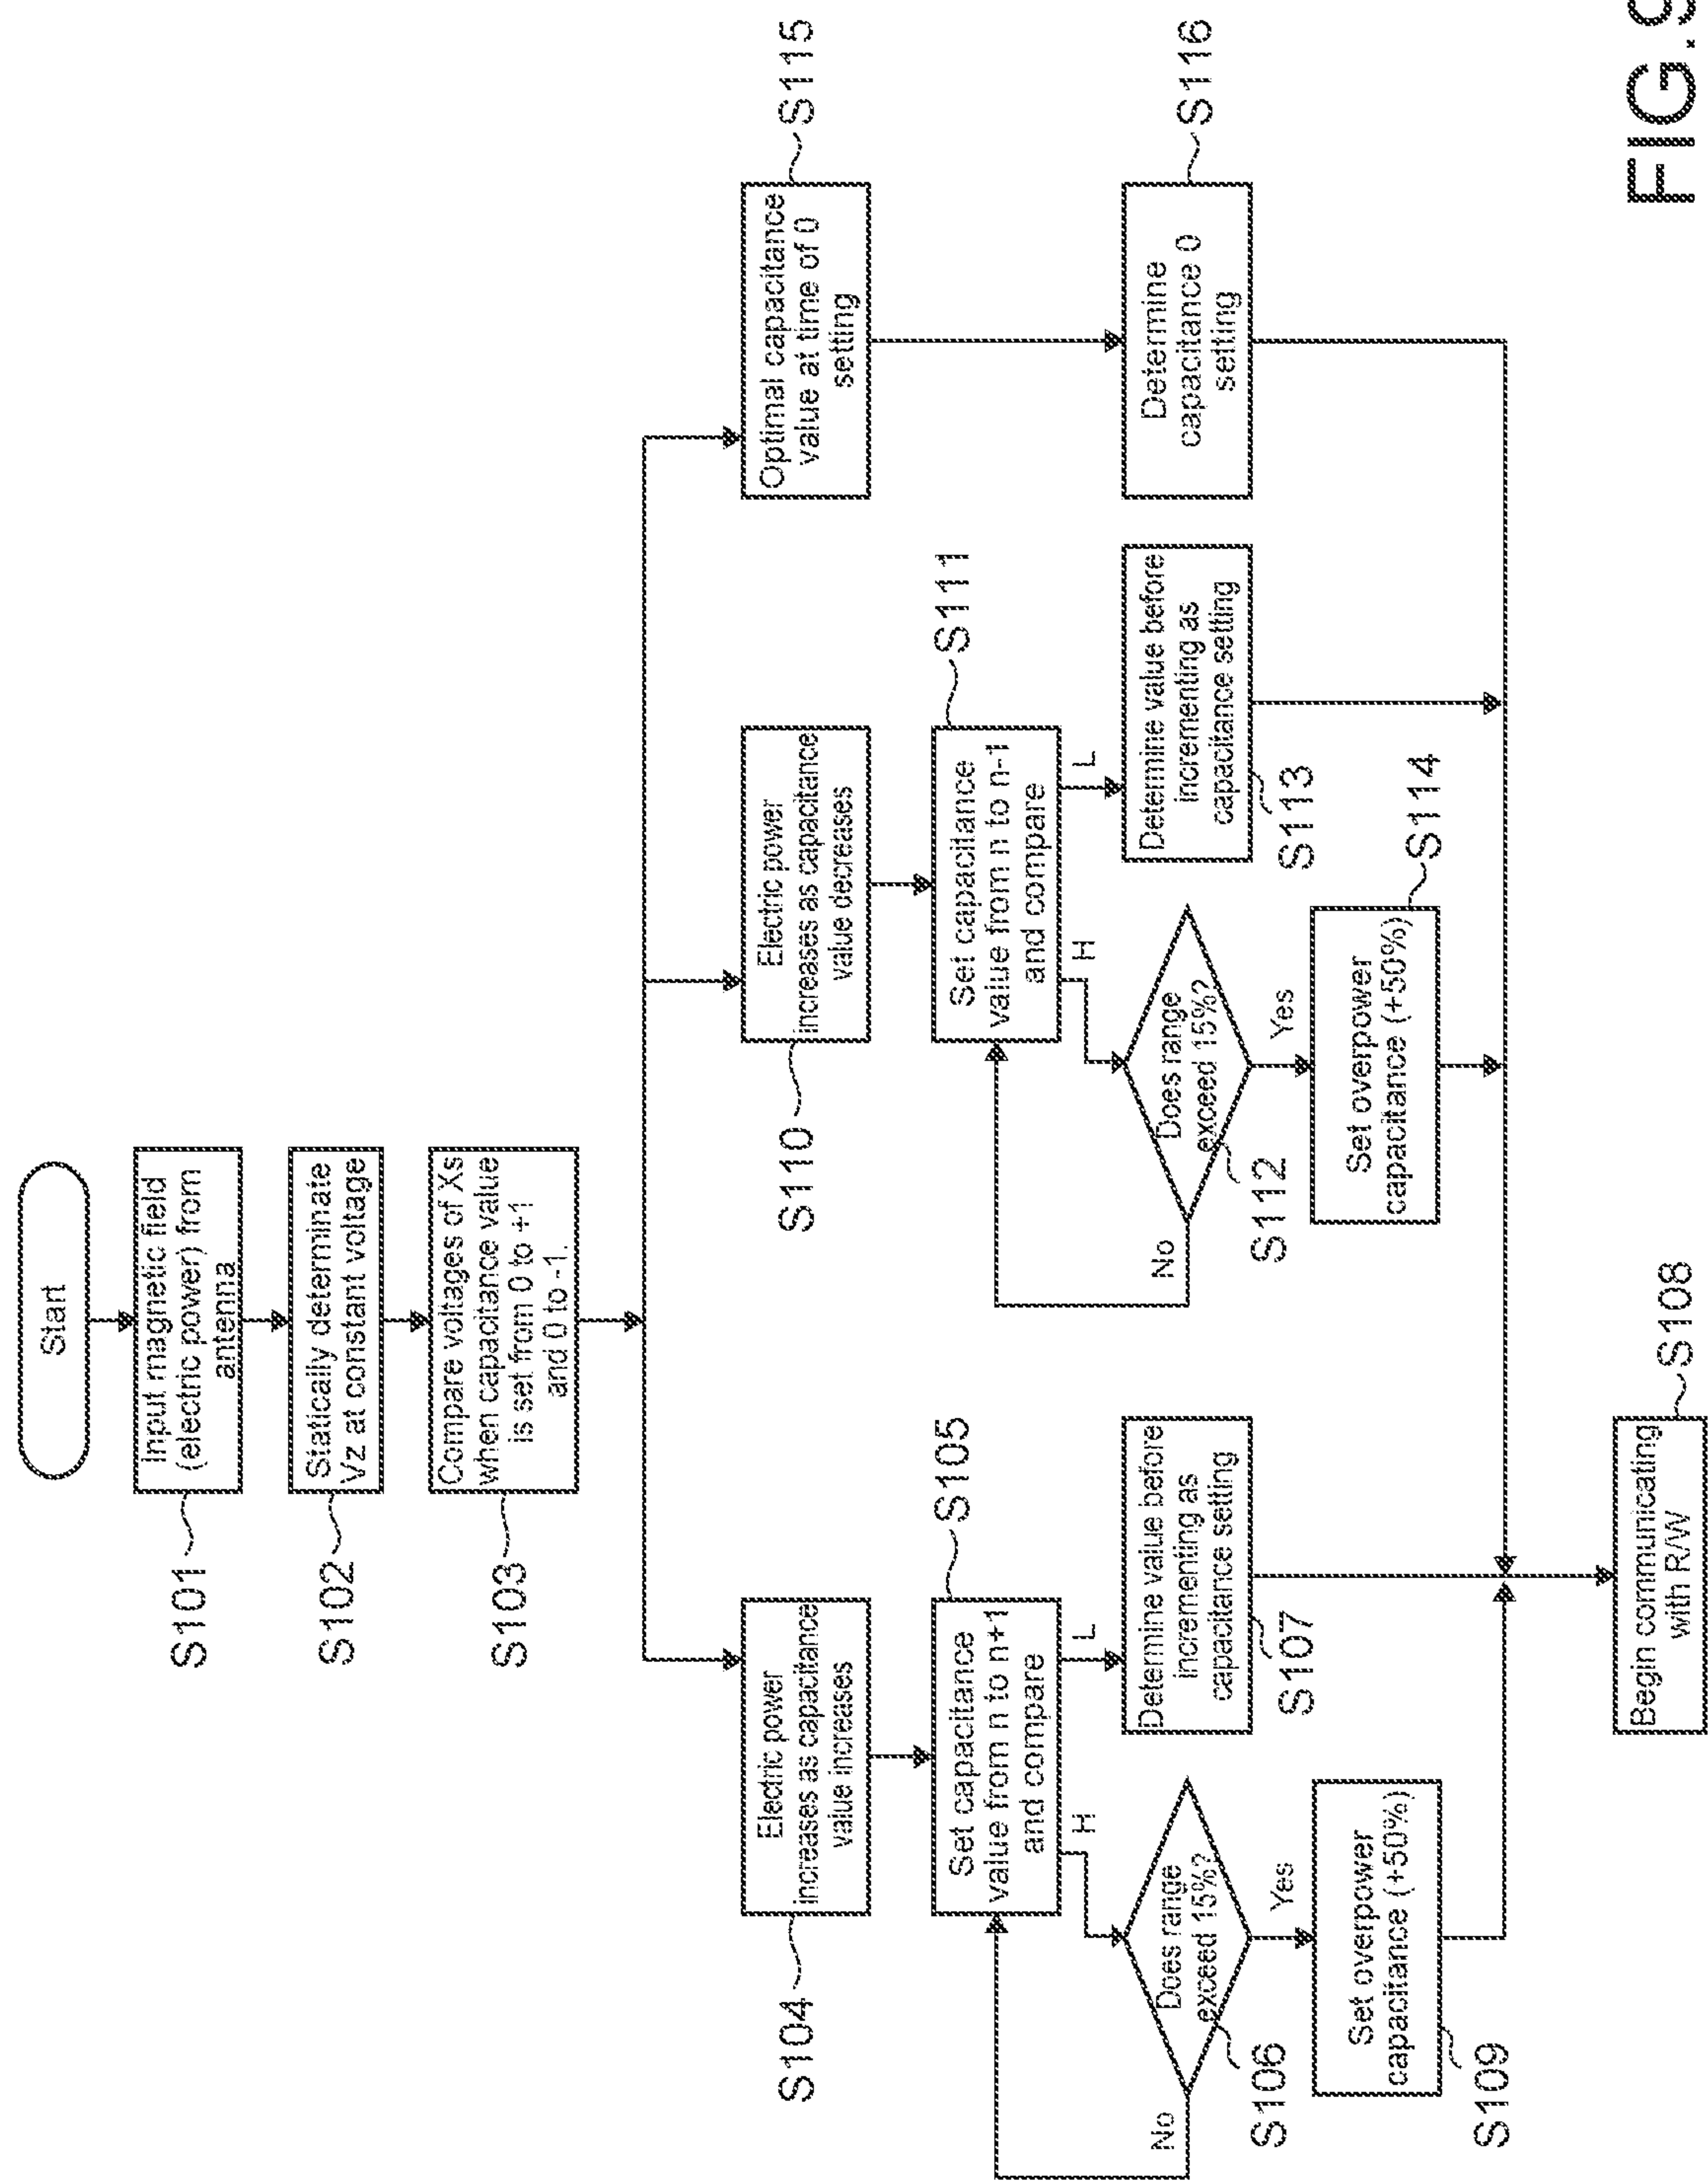 Start
Input magnetic field
(electric power) from
antenna
S101
Statically determinate
Vz at constant voltage
S102
Compare voltages of Xs
when capacitance value
is set from 0 to +1
and 0 to -1.
S103
Electric power
increases as capacitance
value increases
S104
Set capacitance
value from n to n+1
and compare
S105
H
L
Does range
exceed 15%?
S106
No
Yes
Determine value before
incrementing as
capacitance setting
S107
Set overpower
capacitance (+50%)
S109
Electric power
increases as capacitance
value decreases
S110
Set capacitance
value from n to n-1
and compare
S111
H
L
Does range
exceed 15%?
S112
No
Yes
Determine value before
incrementing as
capacitance setting
S113
Set overpower
capacitance (+50%)
S114
Optimal capacitance
value at time of 0
setting
S115
Determine
capacitance 0
setting
S116
Begin communicating
with R/W
S108
FIG.9